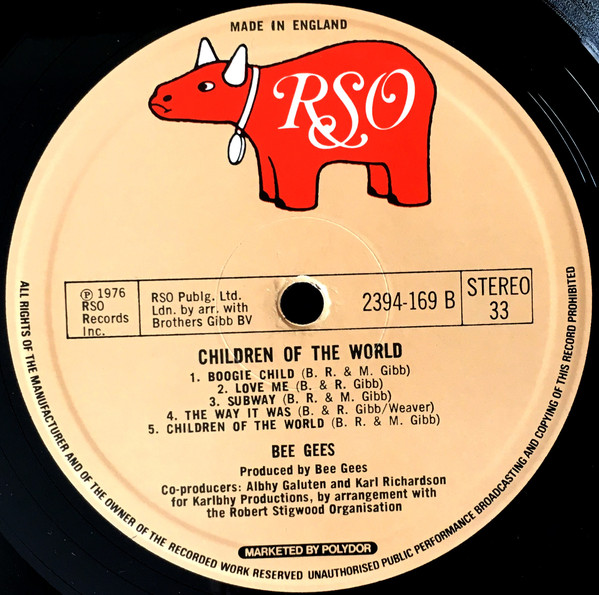 MADE IN ENGLAND
RSO
℗ 1976
RSO
Records
Inc.
RSO Publg. Ltd.
Ldn. by arr. with
Brothers Gibb BV
2394-169 B
STEREO
33
CHILDREN OF THE WORLD
1. BOOGIE CHILD (B. R. & M. Gibb)
2. LOVE ME (B. & R. Gibb)
3. SUBWAY (B. R. & M. Gibb)
4. THE WAY IT WAS (B. & R. Gibb/Weaver)
5. CHILDREN OF THE WORLD (B. R. & M. Gibb)
BEE GEES
Produced by Bee Gees
Co-producers: Albhy Galuten and Karl Richardson
for Karlbhy Productions, by arrangement with
the Robert Stigwood Organisation
MARKETED BY POLYDOR
ALL RIGHTS OF THE MANUFACTURER AND OF THE OWNER OF THE RECORDED WORK RESERVED UNAUTHORISED PUBLIC PERFORMANCE BROADCASTING AND COPYING OF THIS RECORD PROHIBITED